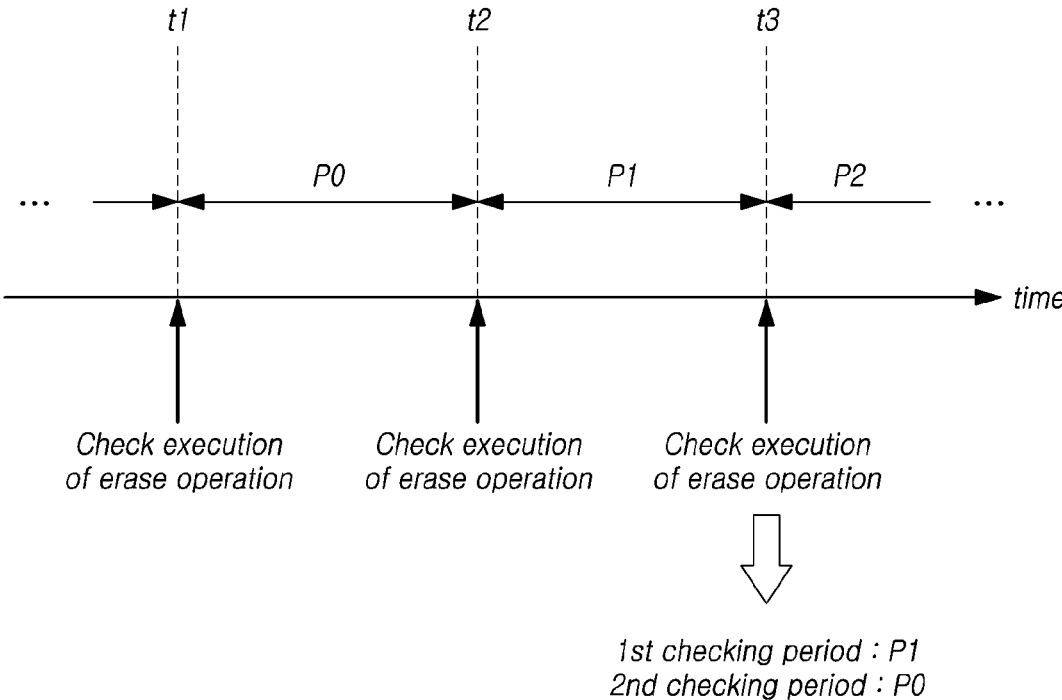 t1 t2 t3
P0 P1 P2
... ...
time
Check execution Check execution Check execution
of erase operation of erase operation of erase operation
1st checking period : P1
2nd checking period : P0